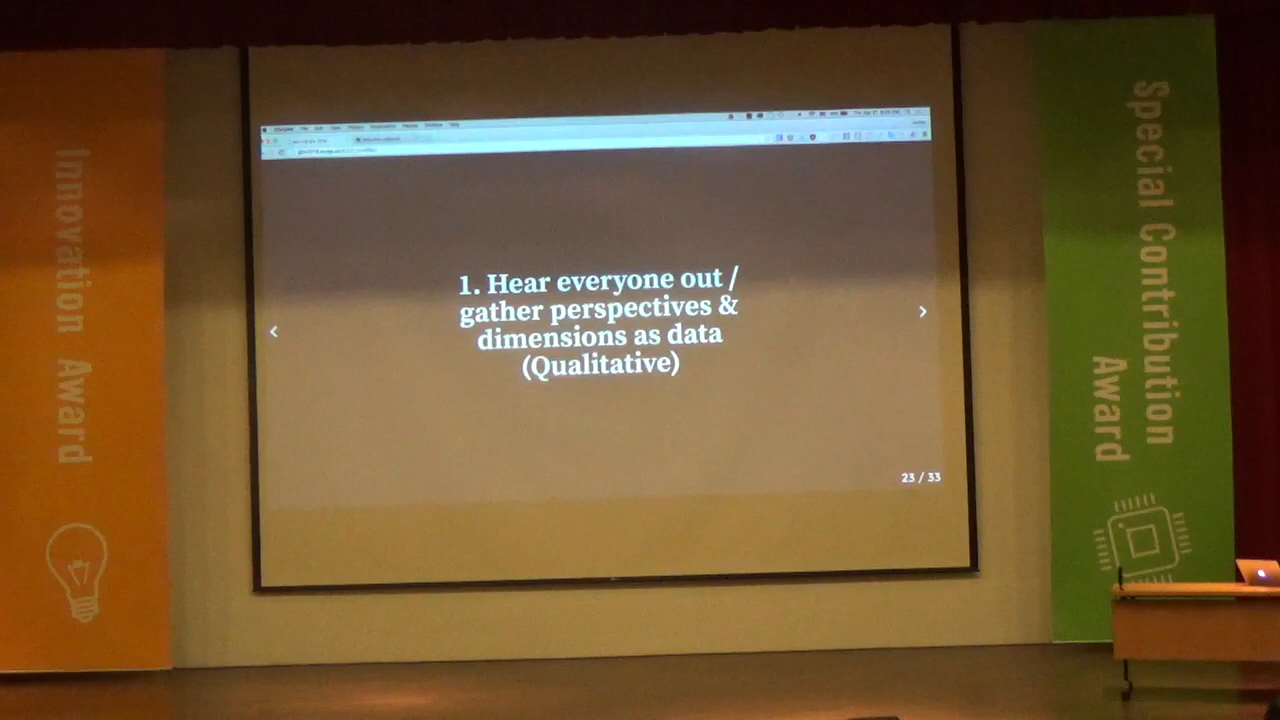 Innovation Award
1. Hear everyone out /
gather perspectives &
dimensions as data
(Qualitative)
<
>
23 / 33
Special Contribution
Award